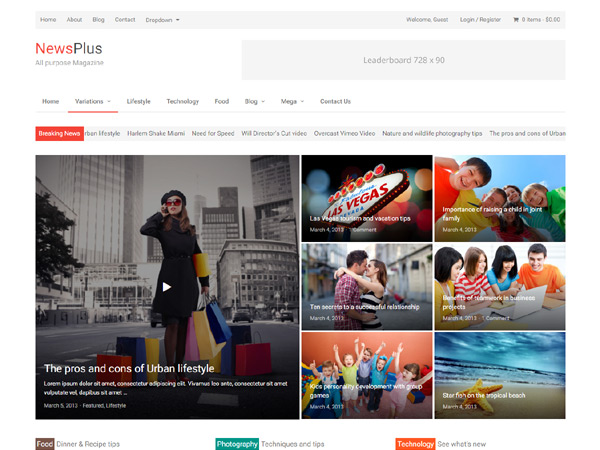 Home About Blog Contact Dropdown
Welcome, Guest Login / Register 0 items - $0.00
NewsPlus
All purpose Magazine
Leaderboard 728 x 90
Home Variations Lifestyle Technology Food Blog Mega Contact Us
Breaking News rban lifestyle Harlem Shake Miami Need for Speed Will Director's Cut video Overcast Vimeo Video Nature and wildlife photography tips The pros and cons of Urban
Fabulous
LAS VEGAS
Las Vegas tourism and vacation tips
March 4, 2013 · 1 Comment
Importance of raising a child in joint
family
March 4, 2013
Ten secrets to a successful relationship
March 4, 2013
Benefits of teamwork in business
projects
March 4, 2013 · 1 Comment
The pros and cons of Urban lifestyle
Lorem ipsum dolor sit amet, consectetur adipiscing elit. Vivamus leo ante, consectetur sit amet
vulputate vel, dapibus sit amet ...
March 5, 2013 · Featured, Lifestyle
Kids personality development with group
games
March 4, 2013
Star fish on the tropical beach
March 4, 2013
Food Dinner & Recipe tips
Photography Techniques and tips
Technology See what's new